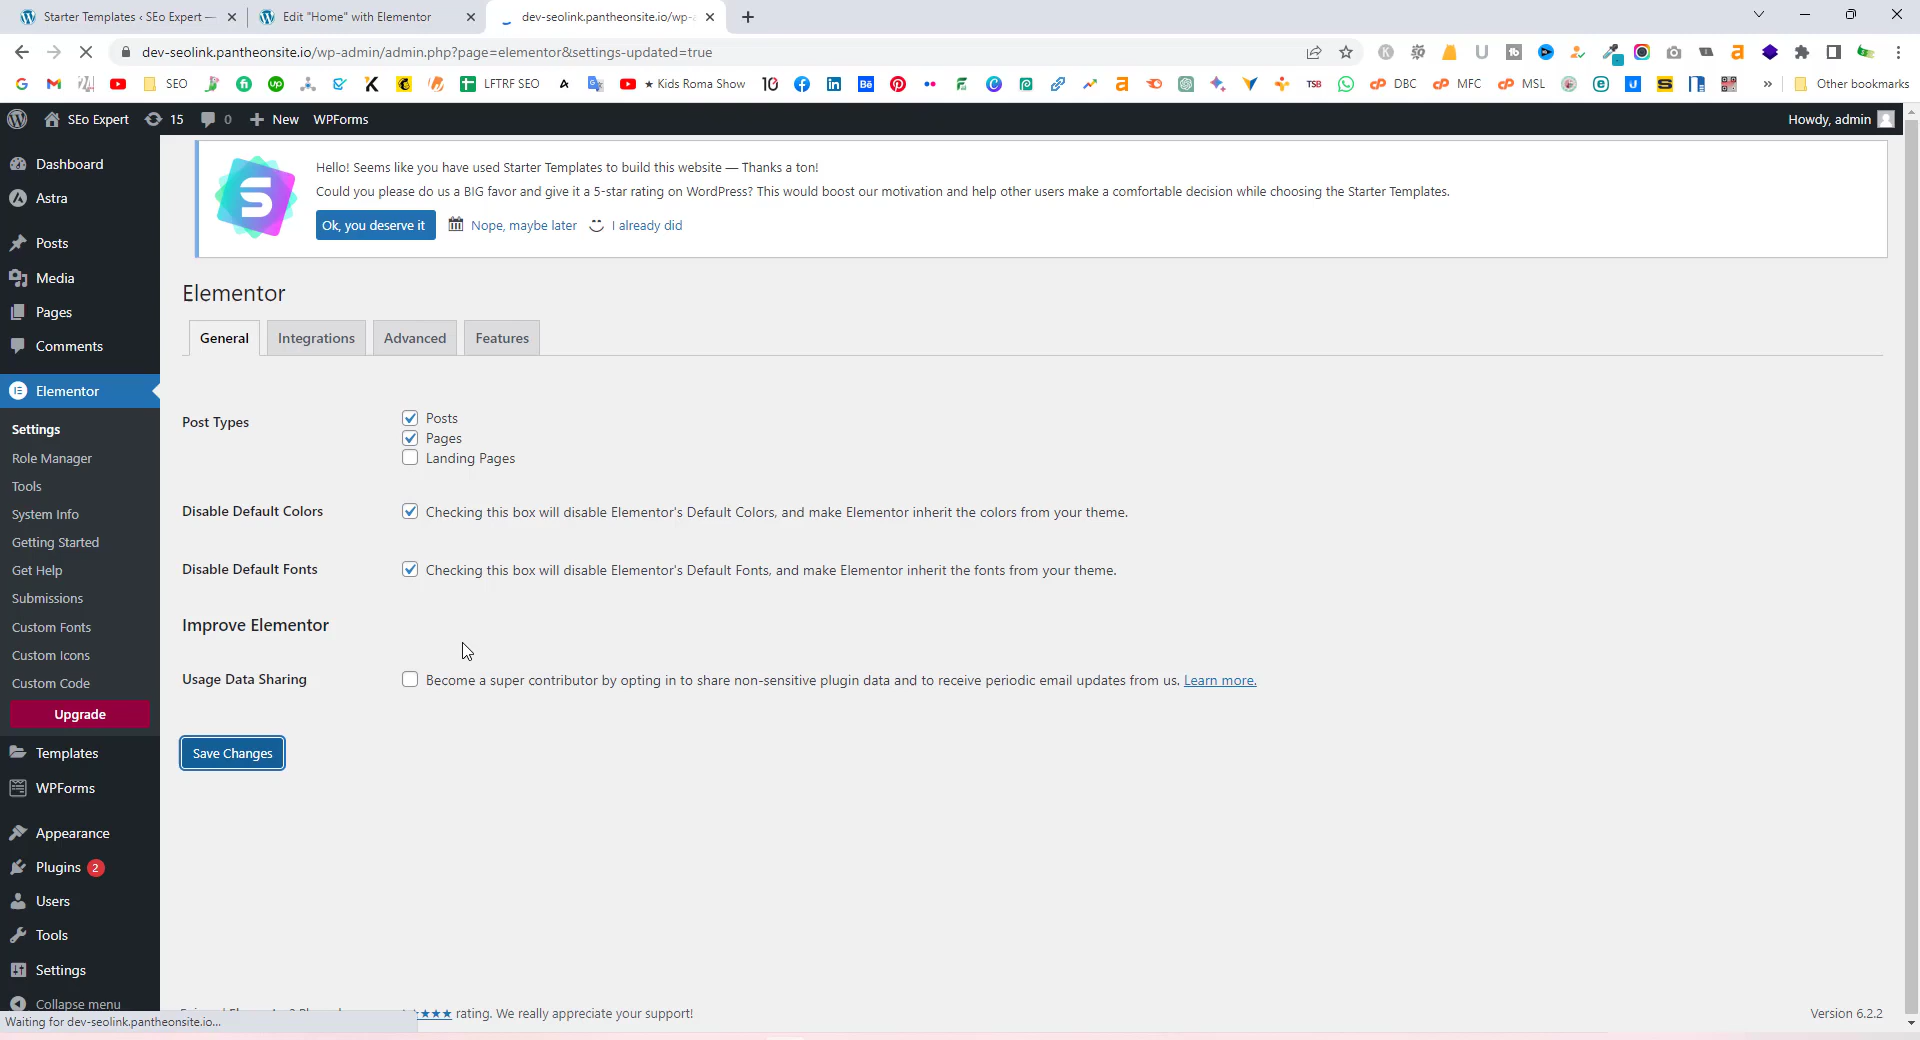 Starter Templates ‹ SEo Expert —
Edit "Home" with Elementor
dev-seolink.pantheonsite.io/wp-
dev-seolink.pantheonsite.io/wp-admin/admin.php?page=elementor&settings-updated=true
SEO
LFTRF SEO
★ Kids Roma Show
DBC
MFC
MSL
Other bookmarks
SEo Expert
15
0
New
WPForms
Howdy, admin
Dashboard
Astra
Posts
Media
Pages
Comments
Elementor
Settings
Role Manager
Tools
System Info
Getting Started
Get Help
Submissions
Custom Fonts
Custom Icons
Custom Code
Upgrade
Templates
WPForms
Appearance
Plugins 2
Users
Tools
Settings
Collapse menu
Hello! Seems like you have used Starter Templates to build this website — Thanks a ton!
Could you please do us a BIG favor and give it a 5-star rating on WordPress? This would boost our motivation and help other users make a comfortable decision while choosing the Starter Templates.
Ok, you deserve it
Nope, maybe later
I already did
Elementor
General
Integrations
Advanced
Features
Post Types
Posts
Pages
Landing Pages
Disable Default Colors
Checking this box will disable Elementor's Default Colors, and make Elementor inherit the colors from your theme.
Disable Default Fonts
Checking this box will disable Elementor's Default Fonts, and make Elementor inherit the fonts from your theme.
Improve Elementor
Usage Data Sharing
Become a super contributor by opting in to share non-sensitive plugin data and to receive periodic email updates from us. Learn more.
Save Changes
★★★ rating. We really appreciate your support!
Version 6.2.2
Waiting for dev-seolink.pantheonsite.io...